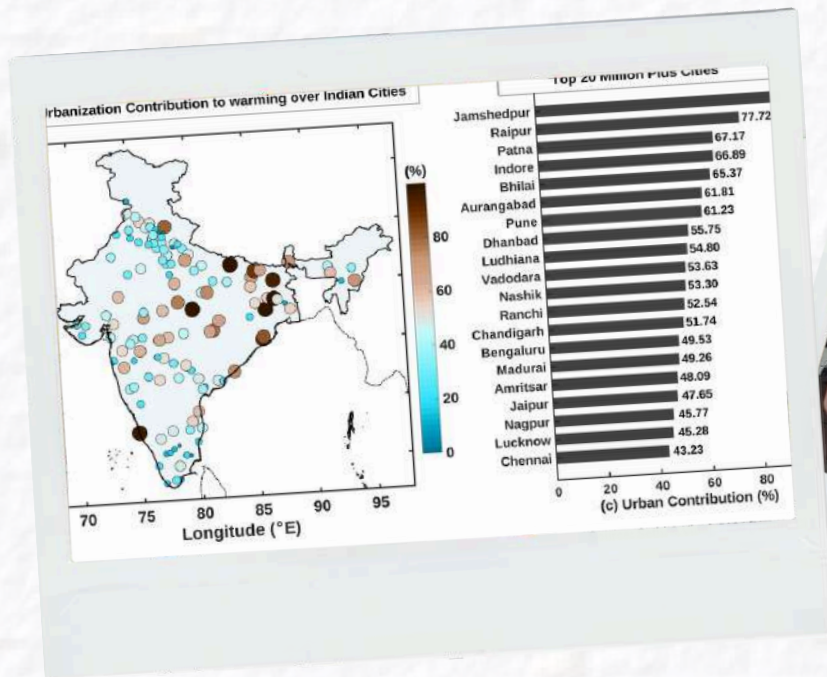 Urbanization Contribution to warming over Indian Cities
(%)
80
60
40
20
0
70 75 80 85 90 95
Longitude (°E)
Top 20 Million Plus Cities
Jamshedpur
Raipur 77.72
Patna 67.17
Indore 66.89
Bhilai 65.37
Aurangabad 61.81
Pune 61.23
Dhanbad 55.75
Ludhiana 54.80
Vadodara 53.63
Nashik 53.30
Ranchi 52.54
Chandigarh 51.74
Bengaluru 49.53
Madurai 49.26
Amritsar 48.09
Jaipur 47.65
Nagpur 45.77
Lucknow 45.28
Chennai 43.23
0 20 40 60 80
(c) Urban Contribution (%)